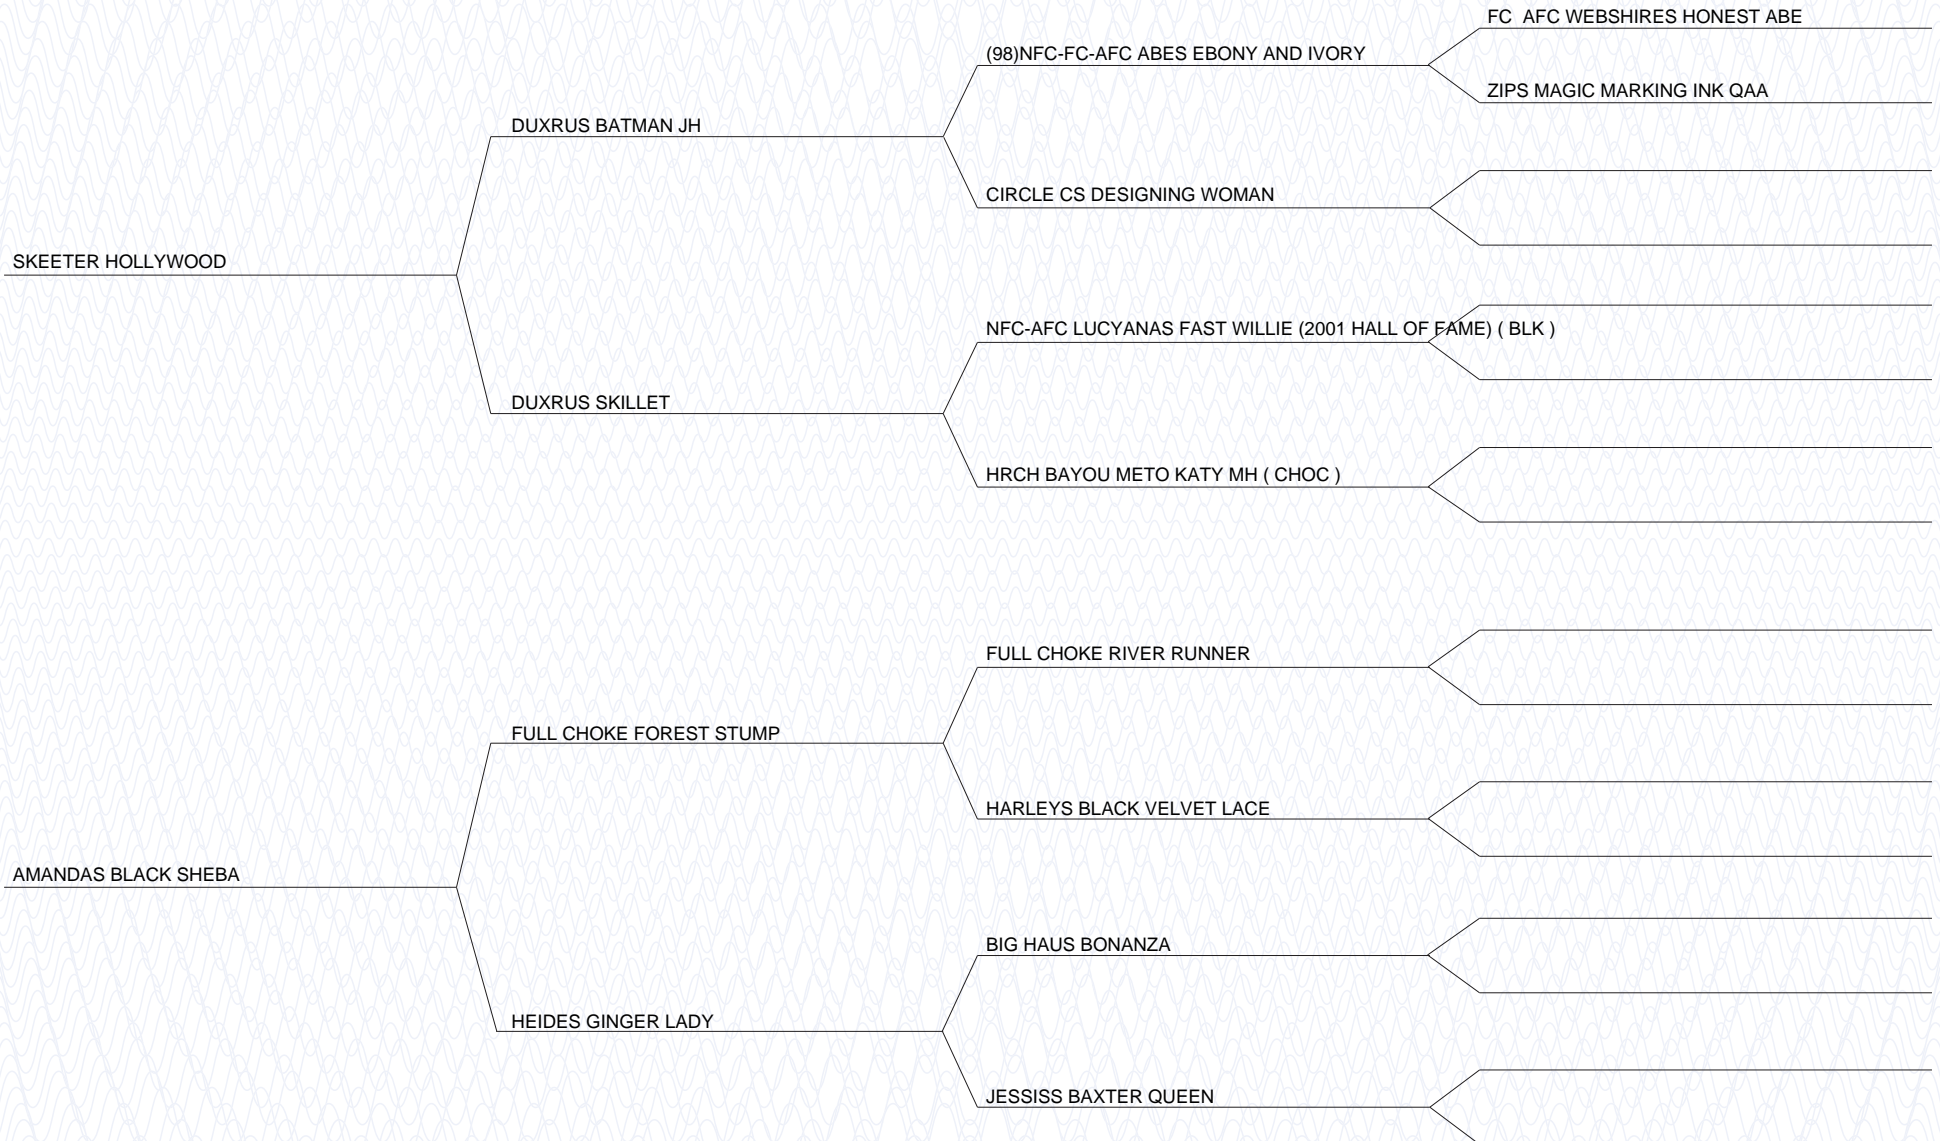 FC  AFC WEBSHIRES HONEST ABE
(98)NFC-FC-AFC ABES EBONY AND IVORY
ZIPS MAGIC MARKING INK QAA
DUXRUS BATMAN JH
CIRCLE CS DESIGNING WOMAN
SKEETER HOLLYWOOD
NFC-AFC LUCYANAS FAST WILLIE (2001 HALL OF FAME) ( BLK )
DUXRUS SKILLET
HRCH BAYOU METO KATY MH ( CHOC )
FULL CHOKE RIVER RUNNER
FULL CHOKE FOREST STUMP
HARLEYS BLACK VELVET LACE
AMANDAS BLACK SHEBA
BIG HAUS BONANZA
HEIDES GINGER LADY
JESSISS BAXTER QUEEN